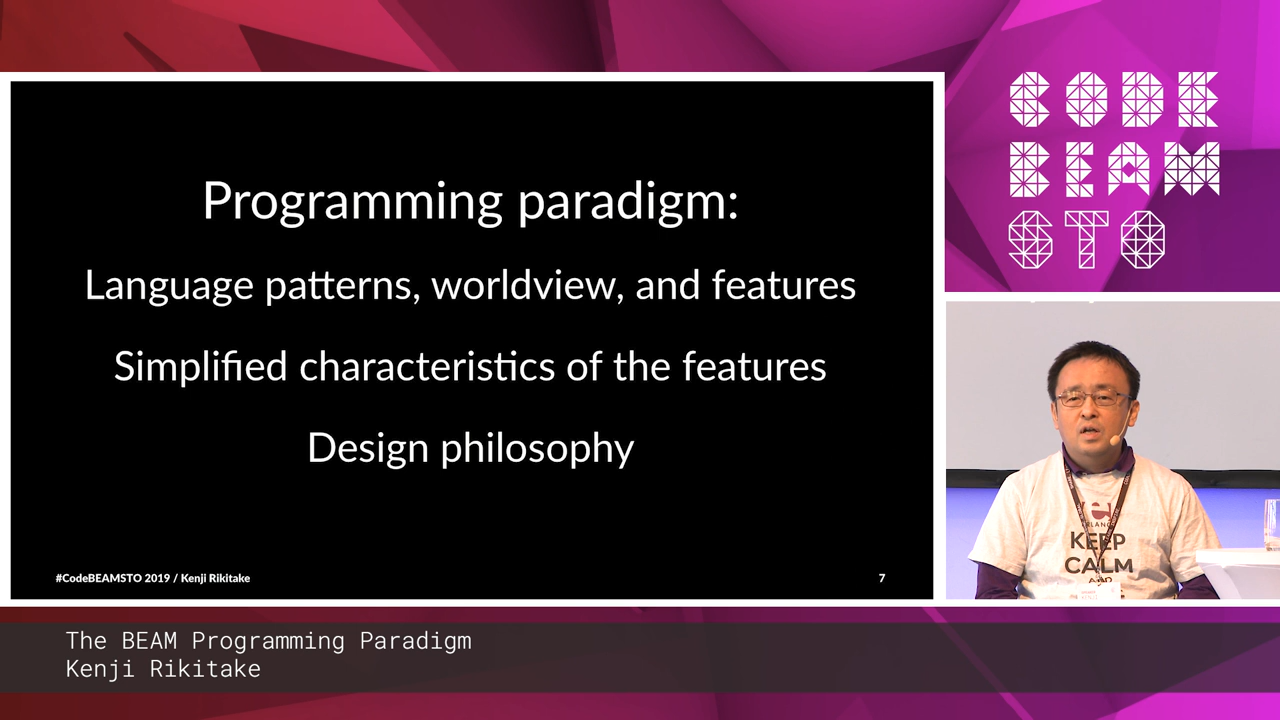 Programming paradigm:
Language patterns, worldview, and features
Simplified characteristics of the features
Design philosophy
#CodeBEAMSTO 2019 / Kenji Rikitake
7
CODE
BEAM
STO
KEEP
CALM
AND
The BEAM Programming Paradigm
Kenji Rikitake